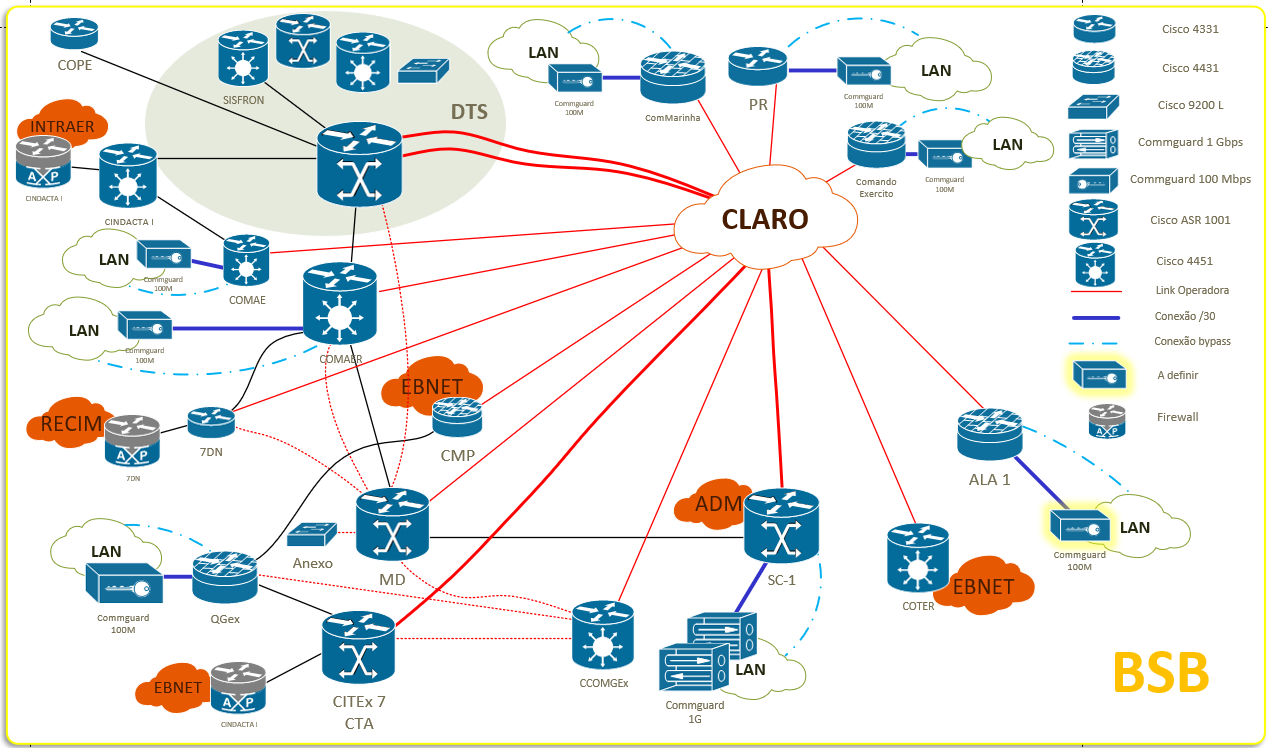 COPE
SISFRON
DTS
LAN
Commguard
100M
ComMarinha
PR
Commguard
100M
LAN
Comando
Exercito
Commguard
100M
LAN
INTRAER
CINDACTA I
CINDACTA I
CLARO
LAN
Commguard
100M
COMAE
LAN
Commguard
100M
COMAER
EBNET
CMP
RECIM
7DN
7DN
LAN
Commguard
100M
QGex
Anexo
MD
ADM
SC-1
EBNET
CINDACTA I
CITEx 7
CTA
CCOMGEx
LAN
Commguard
1G
COTER
EBNET
ALA 1
LAN
Commguard
100M
Cisco 4331
Cisco 4431
Cisco 9200 L
Commguard 1 Gbps
Commguard 100 Mbps
Cisco ASR 1001
Cisco 4451
Link Operadora
Conexão /30
Conexão bypass
A definir
Firewall
A P
A P
A P
A P
BSB